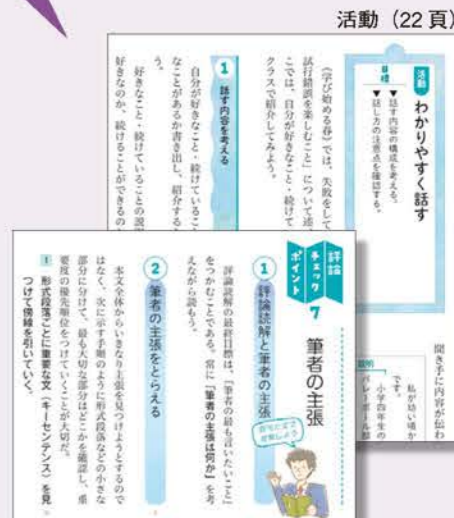 活動（22頁）
活動
わかりやすく話す
目標
▼話す内容の構成を考える。
▼話し方の注意点を確認する。
〈学び始める春〉では、失敗をして
試行錯誤を楽しむこと」について述
こでは、自分が好きなこと・続けて
クラスで紹介してみよう。
1 話す内容を考える
自分が好きなこと・続けているこ
なことがあるか書き出し、紹介する
う。
好きなこと・続けていることの説
好きなのか、続けることができるの
聞き手に内容が伝わ
説明
私が幼い頃か
です。
小学四年生の
バレーボール部
評論
チェック
ポイント
7
筆者の主張
1 評論読解と筆者の主張
評論読解の最終目標は、「筆者の最も言いたいこと」
をつかむことである。常に「筆者の主張は何か」を考
えながら読もう。
2 筆者の主張をとらえる
本文全体からいきなり主張を見つけようとするので
はなく、次に示す手順のように形式段落などの小さな
部分に分けて、最も大切な部分はどこかを確認し、重
要度の優先順位をつけていくことが大切だ。
1 形式段落ごとに重要な文（キーセンテンス）を見
つけて傍線を引いていく。